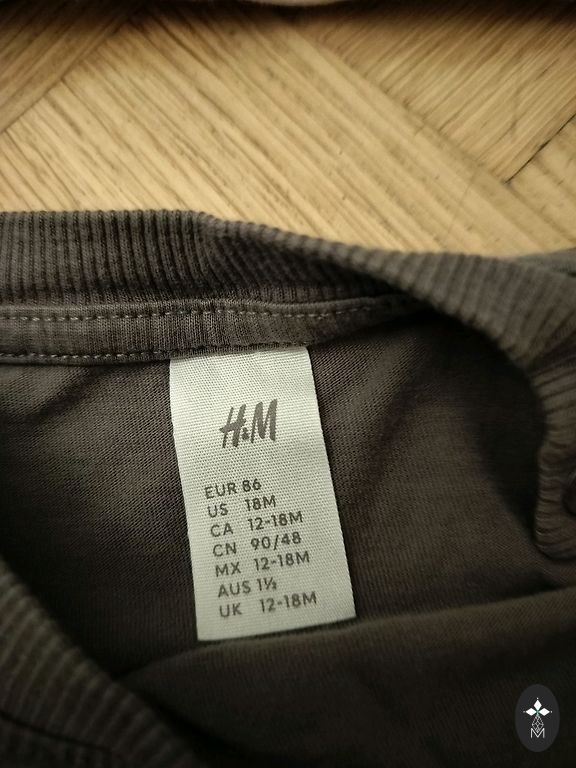 H&M
EUR 86
US 18M
CA 12-18M
CN 90/48
MX 12-18M
AUS 1½
UK 12-18M
M